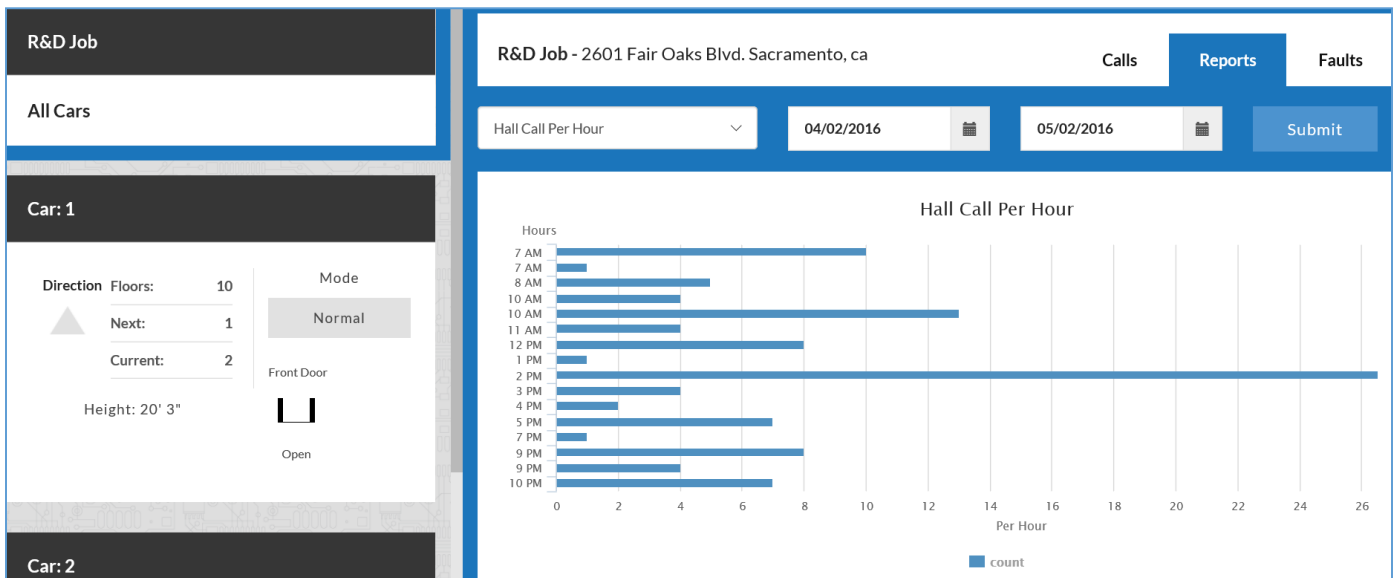 R&D Job
All Cars
Car: 1
Direction Floors: 10
Next: 1
Current: 2
Height: 20' 3"
Mode
Normal
Front Door
Open
Car: 2
R&D Job - 2601 Fair Oaks Blvd. Sacramento, ca
Calls Reports Faults
Hall Call Per Hour 04/02/2016 05/02/2016 Submit
Hall Call Per Hour
Hours
7 AM
7 AM
8 AM
10 AM
10 AM
11 AM
12 PM
1 PM
2 PM
3 PM
4 PM
5 PM
7 PM
9 PM
9 PM
10 PM
0 2 4 6 8 10 12 14 16 18 20 22 24 26
Per Hour
count